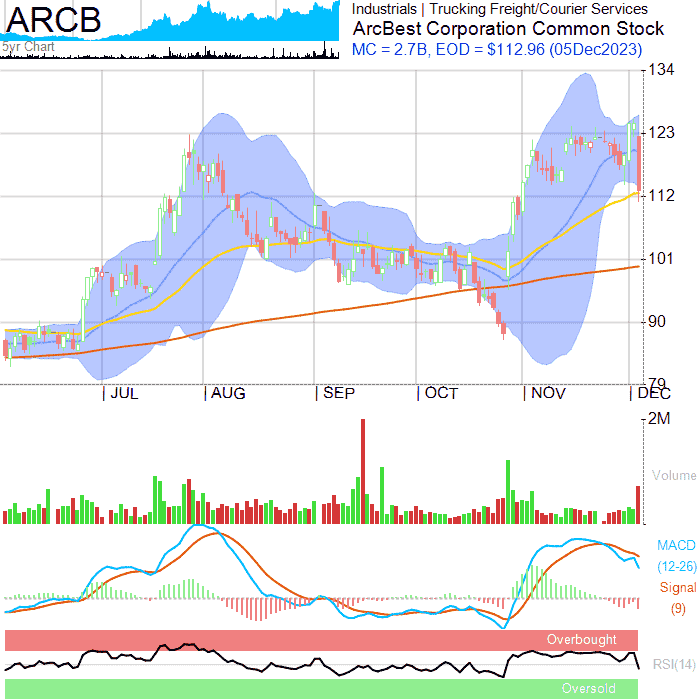 ARCB
5yr Chart
Industrials | Trucking Freight/Courier Services
ArcBest Corporation Common Stock
MC = 2.7B, EOD = $112.96 (05Dec2023)
134
123
112
101
90
79
JUL
AUG
SEP
OCT
NOV
DEC
2M
Volume
MACD
(12-26)
Signal
(9)
Overbought
RSI(14)
Oversold